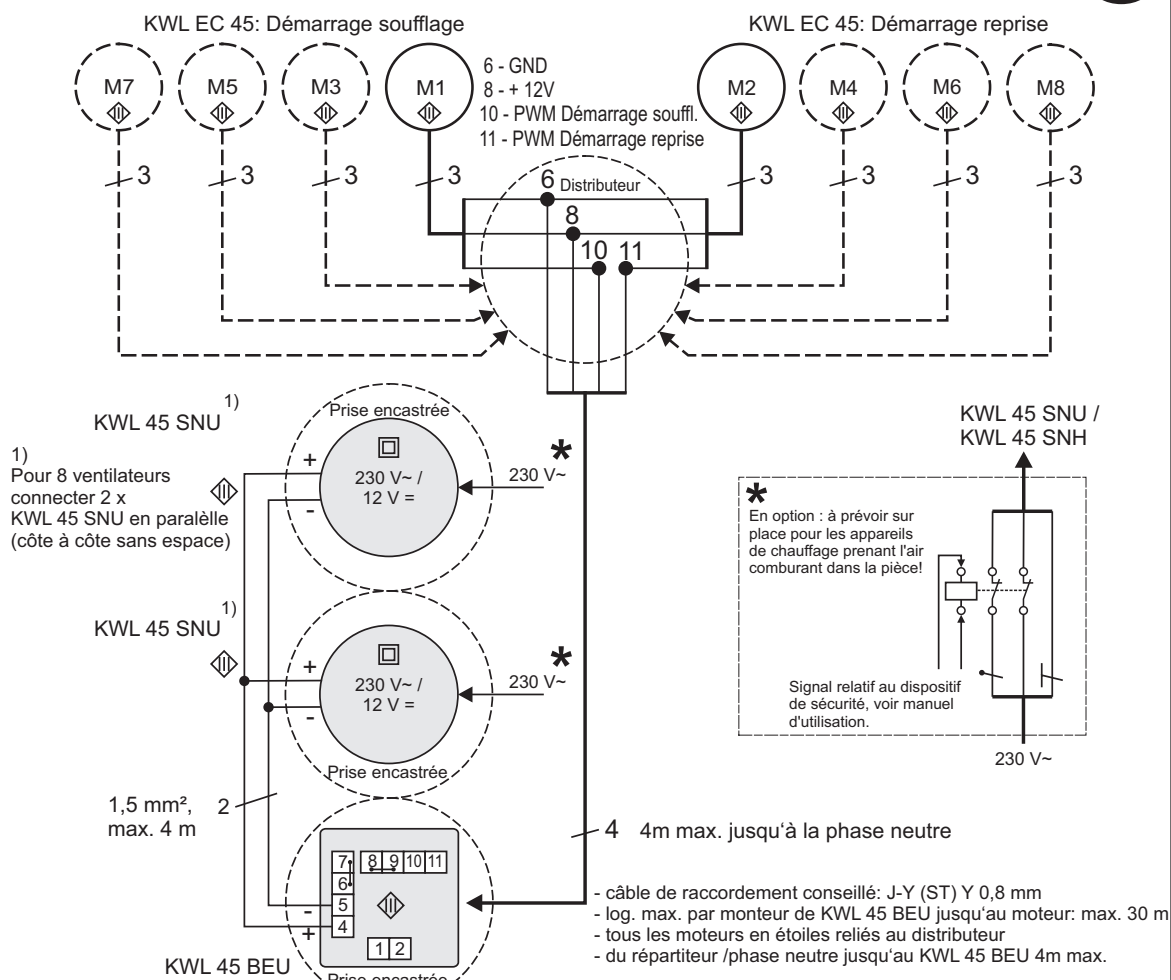 KWL EC 45: Démarrage soufflage
KWL EC 45: Démarrage reprise
M7
M5
M3
M1
M2
M4
M6
M8
6 - GND
8 - + 12V
10 - PWM Démarrage souffl.
11 - PWM Démarrage reprise
3
3
3
3
3
3
3
3
6 Distributeur
8
10 11
KWL 45 SNU 1)
Prise encastrée
230 V~ /
12 V =
+
-
* 230 V~
1)
Pour 8 ventilateurs
connecter 2 x
KWL 45 SNU en paralèlle
(côte à côte sans espace)
KWL 45 SNU 1)
230 V~ /
12 V =
+
-
Prise encastrée
* 230 V~
KWL 45 SNU /
KWL 45 SNH
*
En option : à prévoir sur
place pour les appareils
de chauffage prenant l'air
comburant dans la pièce!
Signal relatif au dispositif
de sécurité, voir manuel
d'utilisation.
230 V~
1,5 mm²,
max. 4 m
2
4 4m max. jusqu'à la phase neutre
7 8 9 10 11
6
5
4
-
+
1 2
KWL 45 BEU
Prise encastrée
- câble de raccordement conseillé: J-Y (ST) Y 0,8 mm
- log. max. par monteur de KWL 45 BEU jusqu'au moteur: max. 30 m
- tous les moteurs en étoiles reliés au distributeur
- du répartiteur /phase neutre jusqu'au KWL 45 BEU 4m max.